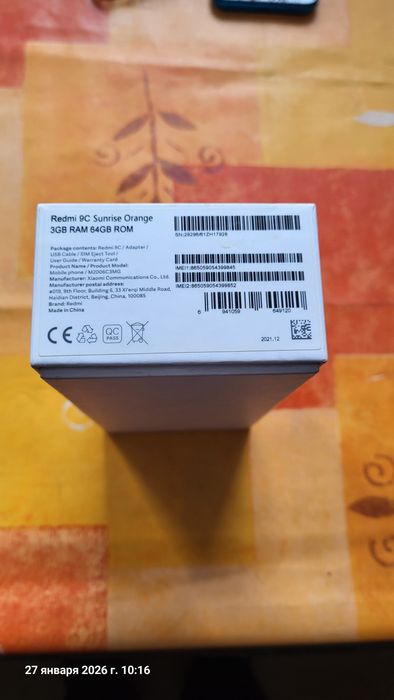 Redmi 9C Sunrise Orange
3GB RAM 64GB ROM
Package contents: Redmi 9C / Adapter /
USB Cable / SIM Eject Tool /
User Guide / Warranty Card
Product Name / Product Model:
Mobile phone / M2006C3MG
Manufacturer: Xiaomi Communications Co., Ltd.
Manufacturer postal address:
#019, 9th Floor, Building 6, 33 Xi'erqi Middle Road,
Haidian District, Beijing, China, 100085
Brand: Redmi
Made in China
CE
QC
PASS
IMEI1:865059054399845
IMEI2:865059054399852
6 941059 649120
2021.12
27 января 2026 г. 10:16